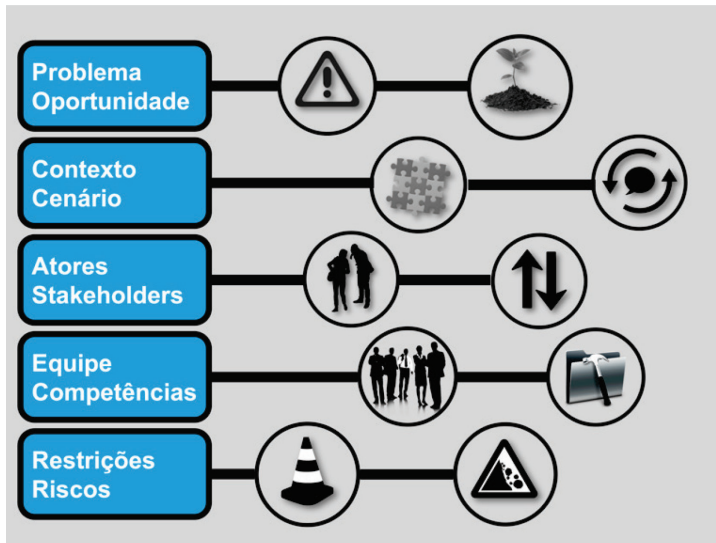 Problema
Oportunidade
Contexto
Cenário
Atores
Stakeholders
Equipe
Competências
Restrições
Riscos